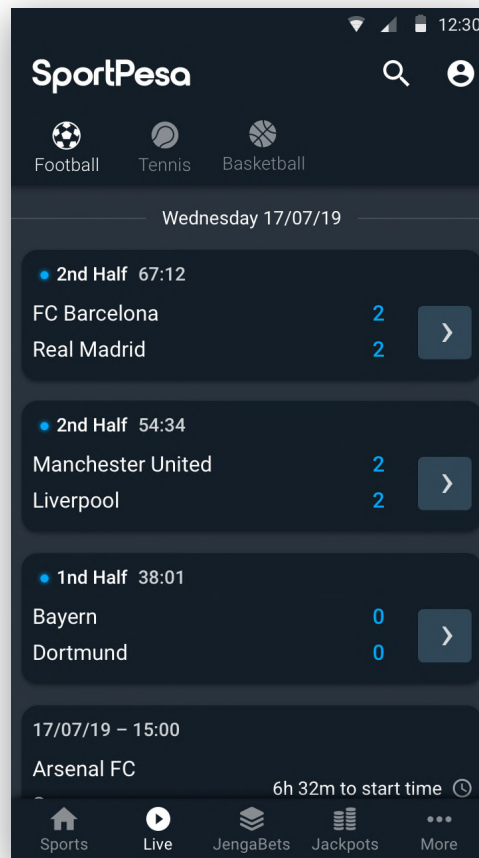 12:30
SportPesa
Football Tennis Basketball
Wednesday 17/07/19
2nd Half 67:12
FC Barcelona 2
Real Madrid 2
2nd Half 54:34
Manchester United 2
Liverpool 2
1nd Half 38:01
Bayern 0
Dortmund 0
17/07/19 – 15:00
Arsenal FC
6h 32m to start time
Sports Live JengaBets Jackpots More